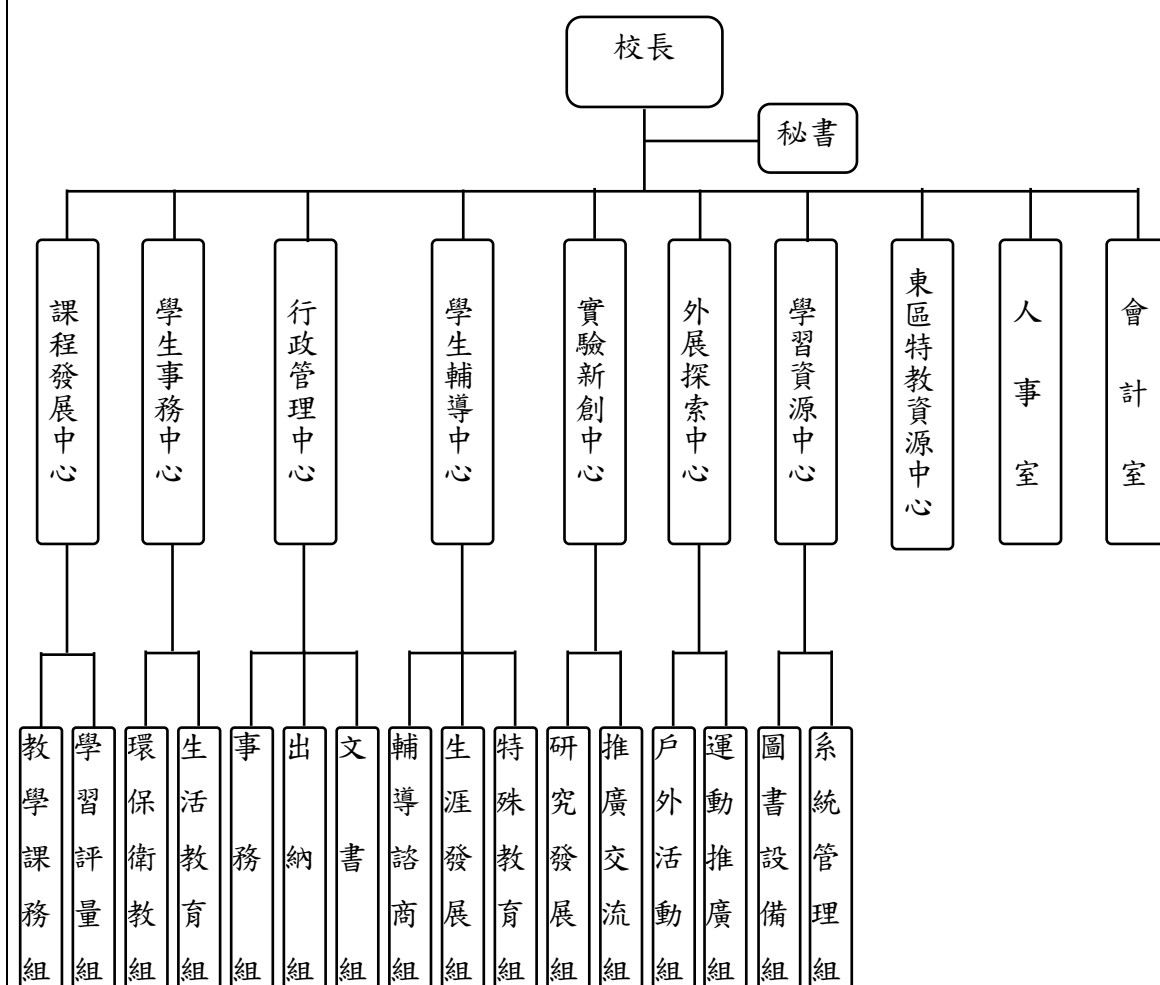 校長
秘書
課程發展中心
學生事務中心
行政管理中心
學生輔導中心
實驗新創中心
外展探索中心
學習資源中心
東區特教資源中心
人事室
會計室
教學課務組
學習評量組
環保衛教組
生活教育組
事務組
出納組
文書組
輔導諮商組
生涯發展組
特殊教育組
研究發展組
推廣交流組
戶外活動組
運動推廣組
圖書設備組
系統管理組